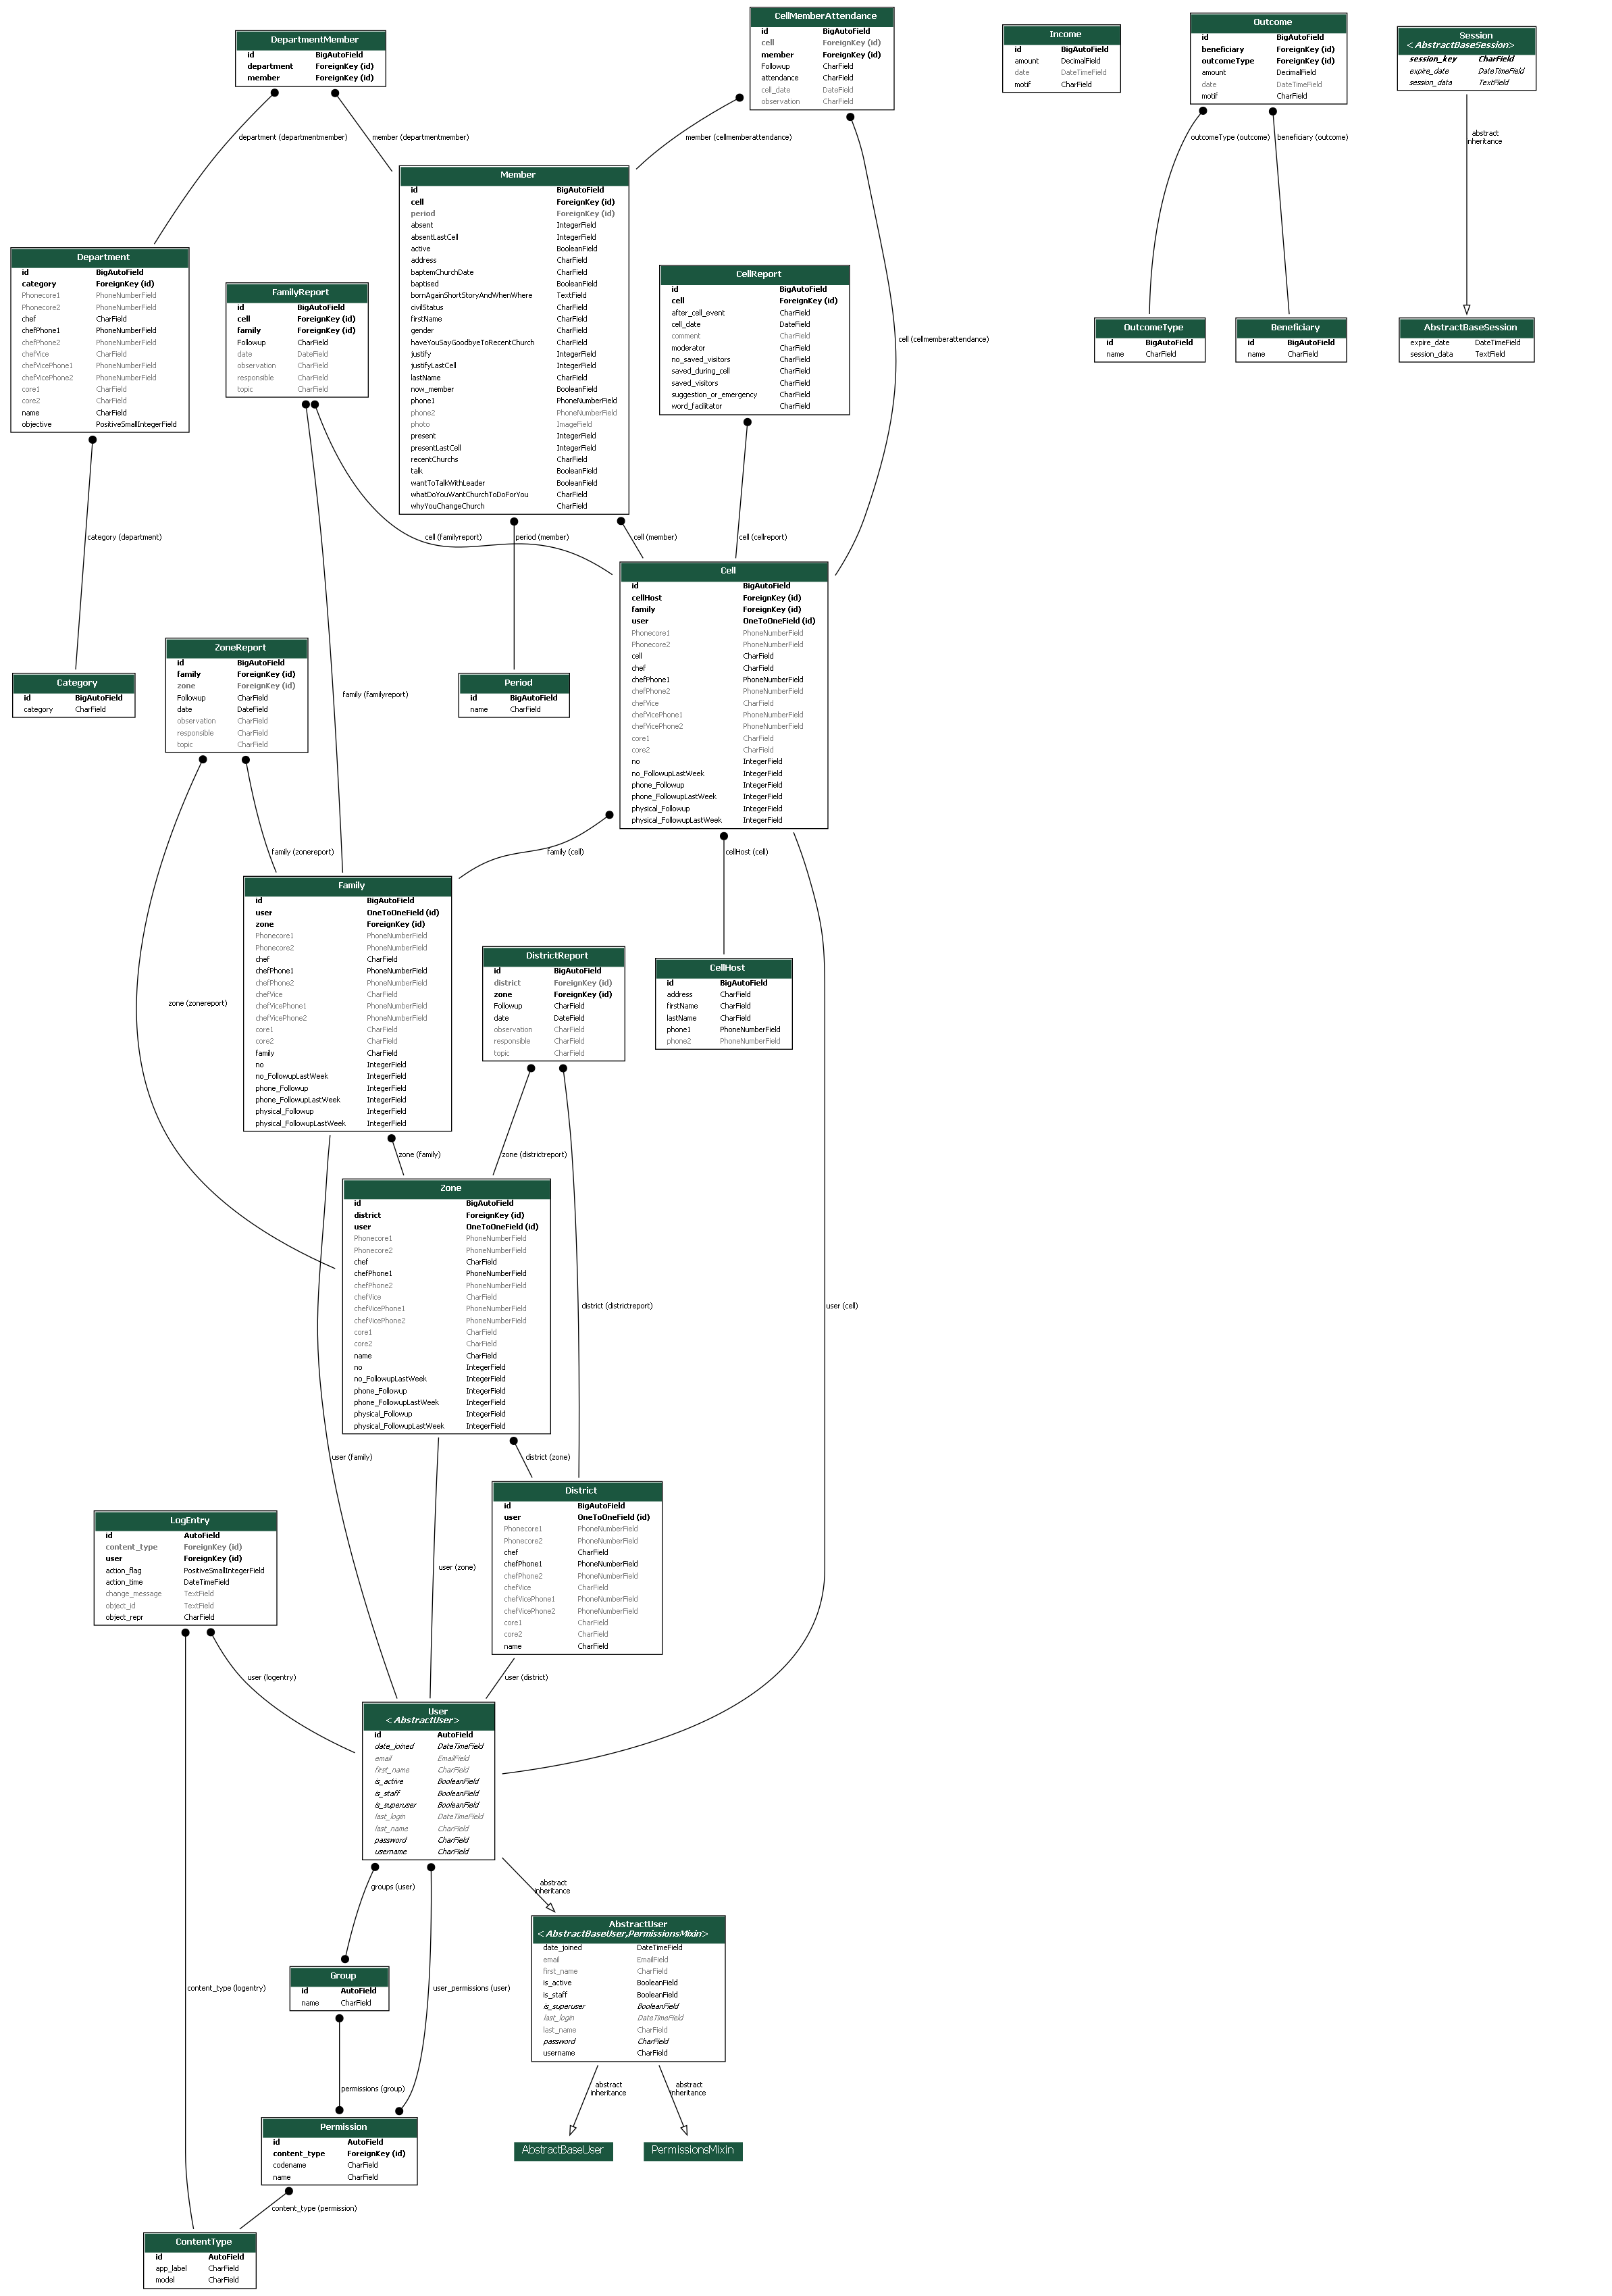 DepartmentMember
id BigAutoField
department ForeignKey (id)
member ForeignKey (id)
CellMemberAttendance
id BigAutoField
cell ForeignKey (id)
member ForeignKey (id)
Followup CharField
attendance CharField
cell_date DateField
observation CharField
Income
id BigAutoField
amount DecimalField
date DateTimeField
motif CharField
Outcome
id BigAutoField
beneficiary ForeignKey (id)
outcomeType ForeignKey (id)
amount DecimalField
date DateTimeField
motif CharField
Session
<AbstractBaseSession>
session_key CharField
expire_date DateTimeField
session_data TextField
department (departmentmember)
member (departmentmember)
member (cellmemberattendance)
outcomeType (outcome)
beneficiary (outcome)
abstract
inheritance
Member
id BigAutoField
cell ForeignKey (id)
period ForeignKey (id)
absent IntegerField
absentLastCell IntegerField
active BooleanField
address CharField
baptemChurchDate CharField
baptised BooleanField
bornAgainShortStoryAndWhenWhere TextField
civilStatus CharField
firstName CharField
gender CharField
haveYouSayGoodbyeToRecentChurch CharField
justify IntegerField
justifyLastCell IntegerField
lastName CharField
now_member BooleanField
phone1 PhoneNumberField
phone2 PhoneNumberField
photo ImageField
present IntegerField
presentLastCell IntegerField
recentChurchs CharField
talk BooleanField
wantToTalkWithLeader BooleanField
whatDoYouWantChurchToDoForYou CharField
whyYouChangeChurch CharField
Department
id BigAutoField
category ForeignKey (id)
Phonecore1 PhoneNumberField
Phonecore2 PhoneNumberField
chef CharField
chefPhone1 PhoneNumberField
chefPhone2 PhoneNumberField
chefVice CharField
chefVicePhone1 PhoneNumberField
chefVicePhone2 PhoneNumberField
core1 CharField
core2 CharField
name CharField
objective PositiveSmallIntegerField
FamilyReport
id BigAutoField
cell ForeignKey (id)
family ForeignKey (id)
Followup CharField
date DateField
observation CharField
responsible CharField
topic CharField
CellReport
id BigAutoField
cell ForeignKey (id)
after_cell_event CharField
cell_date DateField
comment CharField
moderator CharField
no_saved_visitors CharField
saved_during_cell CharField
saved_visitors CharField
suggestion_or_emergency CharField
word_facilitator CharField
cell (cellmemberattendance)
OutcomeType
id BigAutoField
name CharField
Beneficiary
id BigAutoField
name CharField
AbstractBaseSession
expire_date DateTimeField
session_data TextField
category (department)
cell (familyreport)
period (member)
cell (member)
cell (cellreport)
Cell
id BigAutoField
cellHost ForeignKey (id)
family ForeignKey (id)
user OneToOneField (id)
Phonecore1 PhoneNumberField
Phonecore2 PhoneNumberField
cell CharField
chef CharField
chefPhone1 PhoneNumberField
chefPhone2 PhoneNumberField
chefVice CharField
chefVicePhone1 PhoneNumberField
chefVicePhone2 PhoneNumberField
core1 CharField
core2 CharField
no IntegerField
no_FollowupLastWeek IntegerField
phone_Followup IntegerField
phone_FollowupLastWeek IntegerField
physical_Followup IntegerField
physical_FollowupLastWeek IntegerField
ZoneReport
id BigAutoField
family ForeignKey (id)
zone ForeignKey (id)
Followup CharField
date DateField
observation CharField
responsible CharField
topic CharField
Category
id BigAutoField
category CharField
family (familyreport)
Period
id BigAutoField
name CharField
family (zonereport)
family (cell)
cellHost (cell)
Family
id BigAutoField
user OneToOneField (id)
zone ForeignKey (id)
Phonecore1 PhoneNumberField
Phonecore2 PhoneNumberField
chef CharField
chefPhone1 PhoneNumberField
chefPhone2 PhoneNumberField
chefVice CharField
chefVicePhone1 PhoneNumberField
chefVicePhone2 PhoneNumberField
core1 CharField
core2 CharField
family CharField
no IntegerField
no_FollowupLastWeek IntegerField
phone_Followup IntegerField
phone_FollowupLastWeek IntegerField
physical_Followup IntegerField
physical_FollowupLastWeek IntegerField
DistrictReport
id BigAutoField
district ForeignKey (id)
zone ForeignKey (id)
Followup CharField
date DateField
observation CharField
responsible CharField
topic CharField
CellHost
id BigAutoField
address CharField
firstName CharField
lastName CharField
phone1 PhoneNumberField
phone2 PhoneNumberField
zone (zonereport)
zone (family)
zone (districtreport)
Zone
id BigAutoField
district ForeignKey (id)
user OneToOneField (id)
Phonecore1 PhoneNumberField
Phonecore2 PhoneNumberField
chef CharField
chefPhone1 PhoneNumberField
chefPhone2 PhoneNumberField
chefVice CharField
chefVicePhone1 PhoneNumberField
chefVicePhone2 PhoneNumberField
core1 CharField
core2 CharField
name CharField
no IntegerField
no_FollowupLastWeek IntegerField
phone_Followup IntegerField
phone_FollowupLastWeek IntegerField
physical_Followup IntegerField
physical_FollowupLastWeek IntegerField
district (districtreport)
user (cell)
user (family)
district (zone)
District
id BigAutoField
user OneToOneField (id)
Phonecore1 PhoneNumberField
Phonecore2 PhoneNumberField
chef CharField
chefPhone1 PhoneNumberField
chefPhone2 PhoneNumberField
chefVice CharField
chefVicePhone1 PhoneNumberField
chefVicePhone2 PhoneNumberField
core1 CharField
core2 CharField
name CharField
LogEntry
id AutoField
content_type ForeignKey (id)
user ForeignKey (id)
action_flag PositiveSmallIntegerField
action_time DateTimeField
change_message TextField
object_id TextField
object_repr CharField
user (zone)
user (logentry)
user (district)
User
<AbstractUser>
id AutoField
date_joined DateTimeField
email EmailField
first_name CharField
is_active BooleanField
is_staff BooleanField
is_superuser BooleanField
last_login DateTimeField
last_name CharField
password CharField
username CharField
groups (user)
abstract
inheritance
AbstractUser
<AbstractBaseUser,PermissionsMixin>
date_joined DateTimeField
email EmailField
first_name CharField
is_active BooleanField
is_staff BooleanField
is_superuser BooleanField
last_login DateTimeField
last_name CharField
password CharField
username CharField
Group
id AutoField
name CharField
content_type (logentry)
user_permissions (user)
permissions (group)
abstract
inheritance
abstract
inheritance
Permission
id AutoField
content_type ForeignKey (id)
codename CharField
name CharField
AbstractBaseUser
PermissionsMixin
content_type (permission)
ContentType
id AutoField
app_label CharField
model CharField